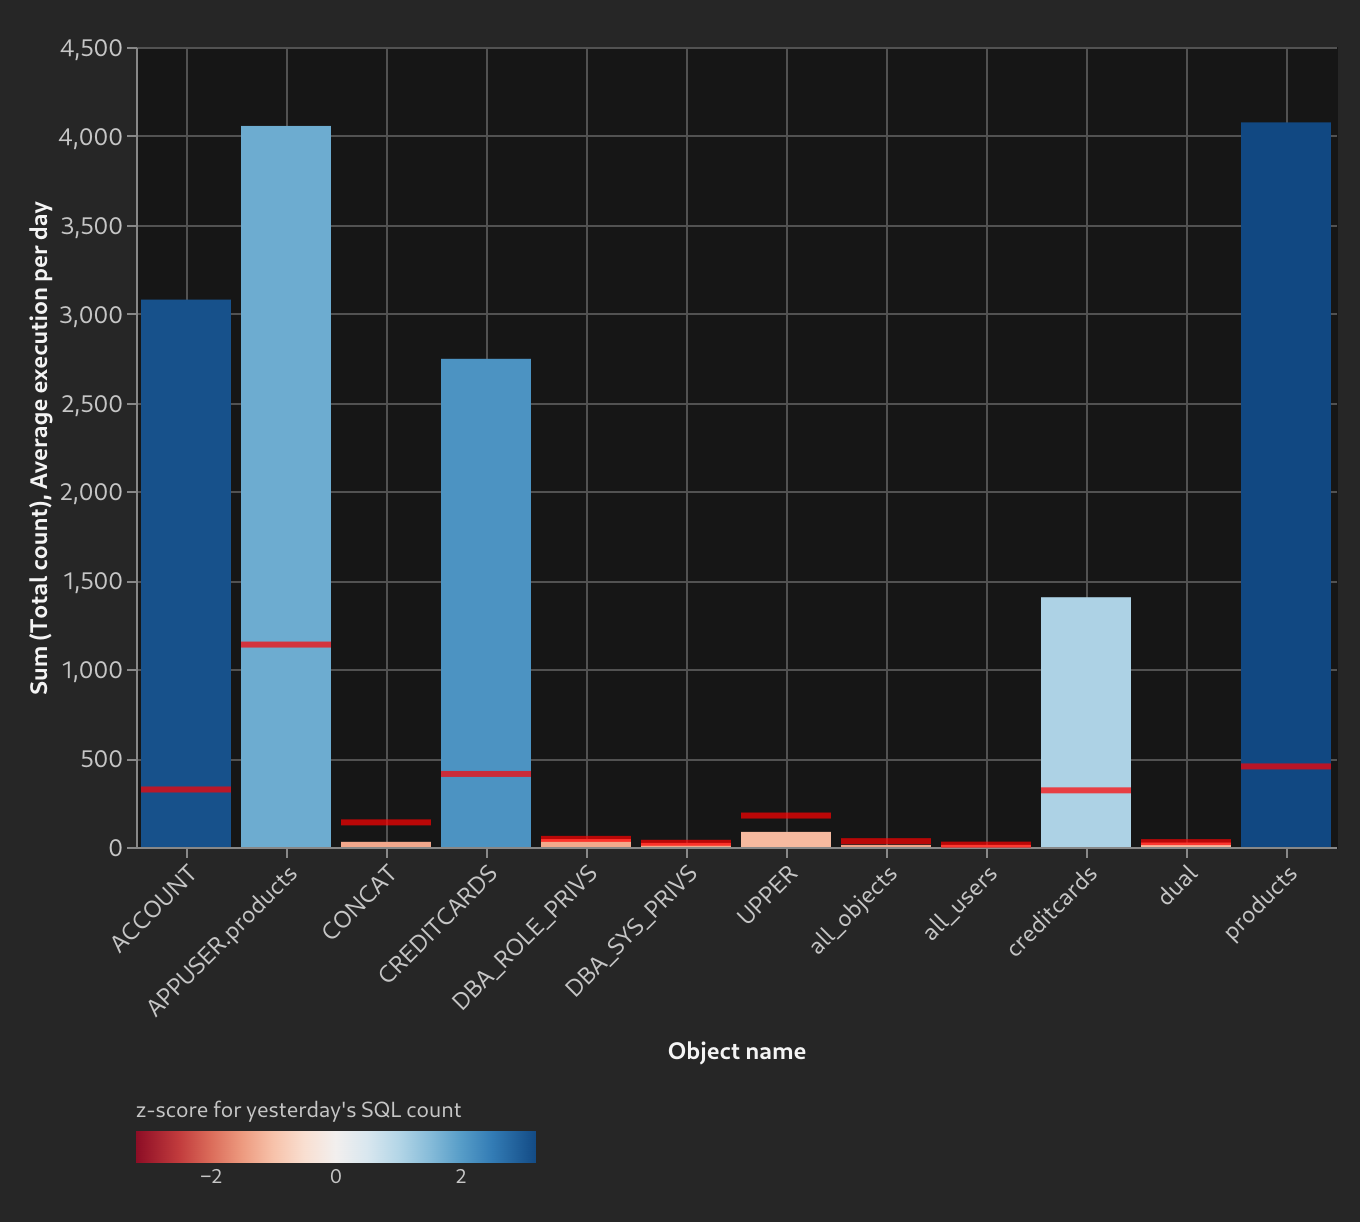 4,500
4,000
3,500
3,000
2,500
2,000
1,500
1,000
500
0
Sum (Total count), Average execution per day
ACCOUNT
APPUSER.products
CONCAT
CREDITCARDS
DBA_ROLE_PRIVS
DBA_SYS_PRIVS
UPPER
all_objects
all_users
creditcards
dual
products
Object name
z-score for yesterday's SQL count
−2 0 2